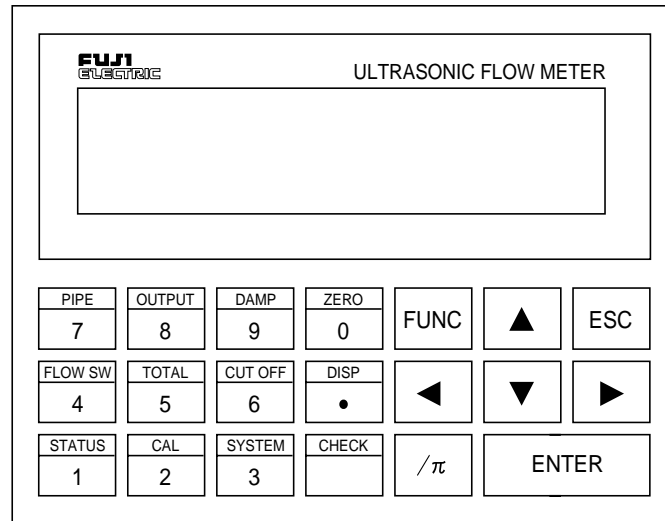 FUJI
ELECTRIC
ULTRASONIC FLOW METER
PIPE OUTPUT DAMP ZERO
7 8 9 0 FUNC ▲ ESC
FLOW SW TOTAL CUT OFF DISP
4 5 6 • ◀ ▼ ▶
STATUS CAL SYSTEM CHECK
1 2 3 /π ENTER